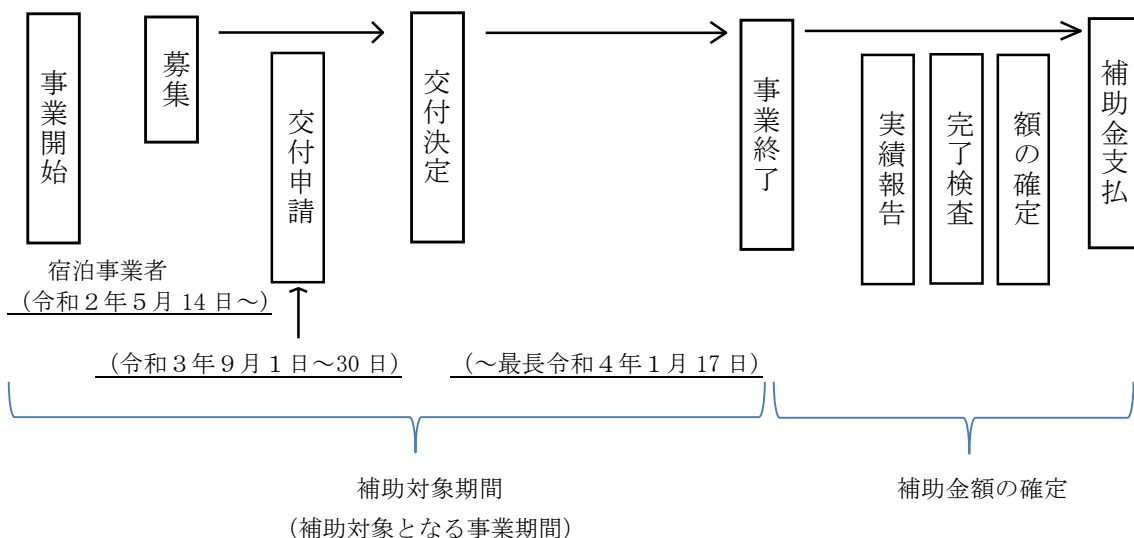 事業開始
募集
交付申請
交付決定
事業終了
実績報告
完了検査
額の確定
補助金支払
宿泊事業者
（令和２年５月 14 日～）
（令和３年９月１日～30 日）
（～最長令和４年１月 17 日）
補助対象期間
（補助対象となる事業期間）
補助金額の確定